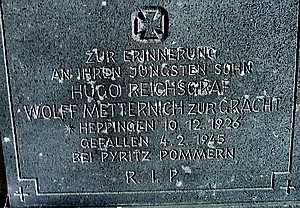 ZUR ERINNERUNG
AN IHREN JÜNGSTEN SOHN
HUGO REICHSGRAF
WOLFF METTERNICH ZUR GRACHT
* HEPPINGEN 10.12.1926
GEFALLEN 4.2.1945
BEI PYRITZ POMMERN
R.I.P.